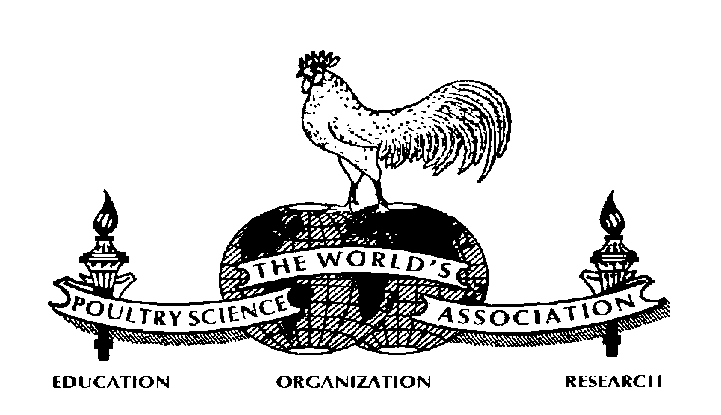 THE WORLD'S
POULTRY SCIENCE
ASSOCIATION
EDUCATION
ORGANIZATION
RESEARCH